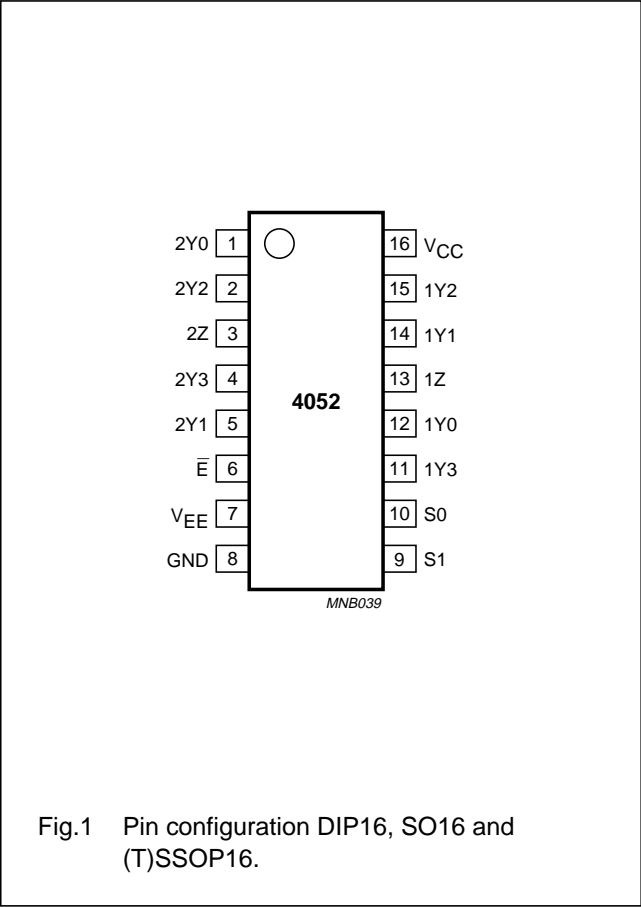 2Y0 1 16 VCC
2Y2 2 15 1Y2
2Z 3 14 1Y1
2Y3 4 13 1Z
4052
2Y1 5 12 1Y0
E̅ 6 11 1Y3
VEE 7 10 S0
GND 8 9 S1
MNB039
Fig.1 Pin configuration DIP16, SO16 and
(T)SSOP16.